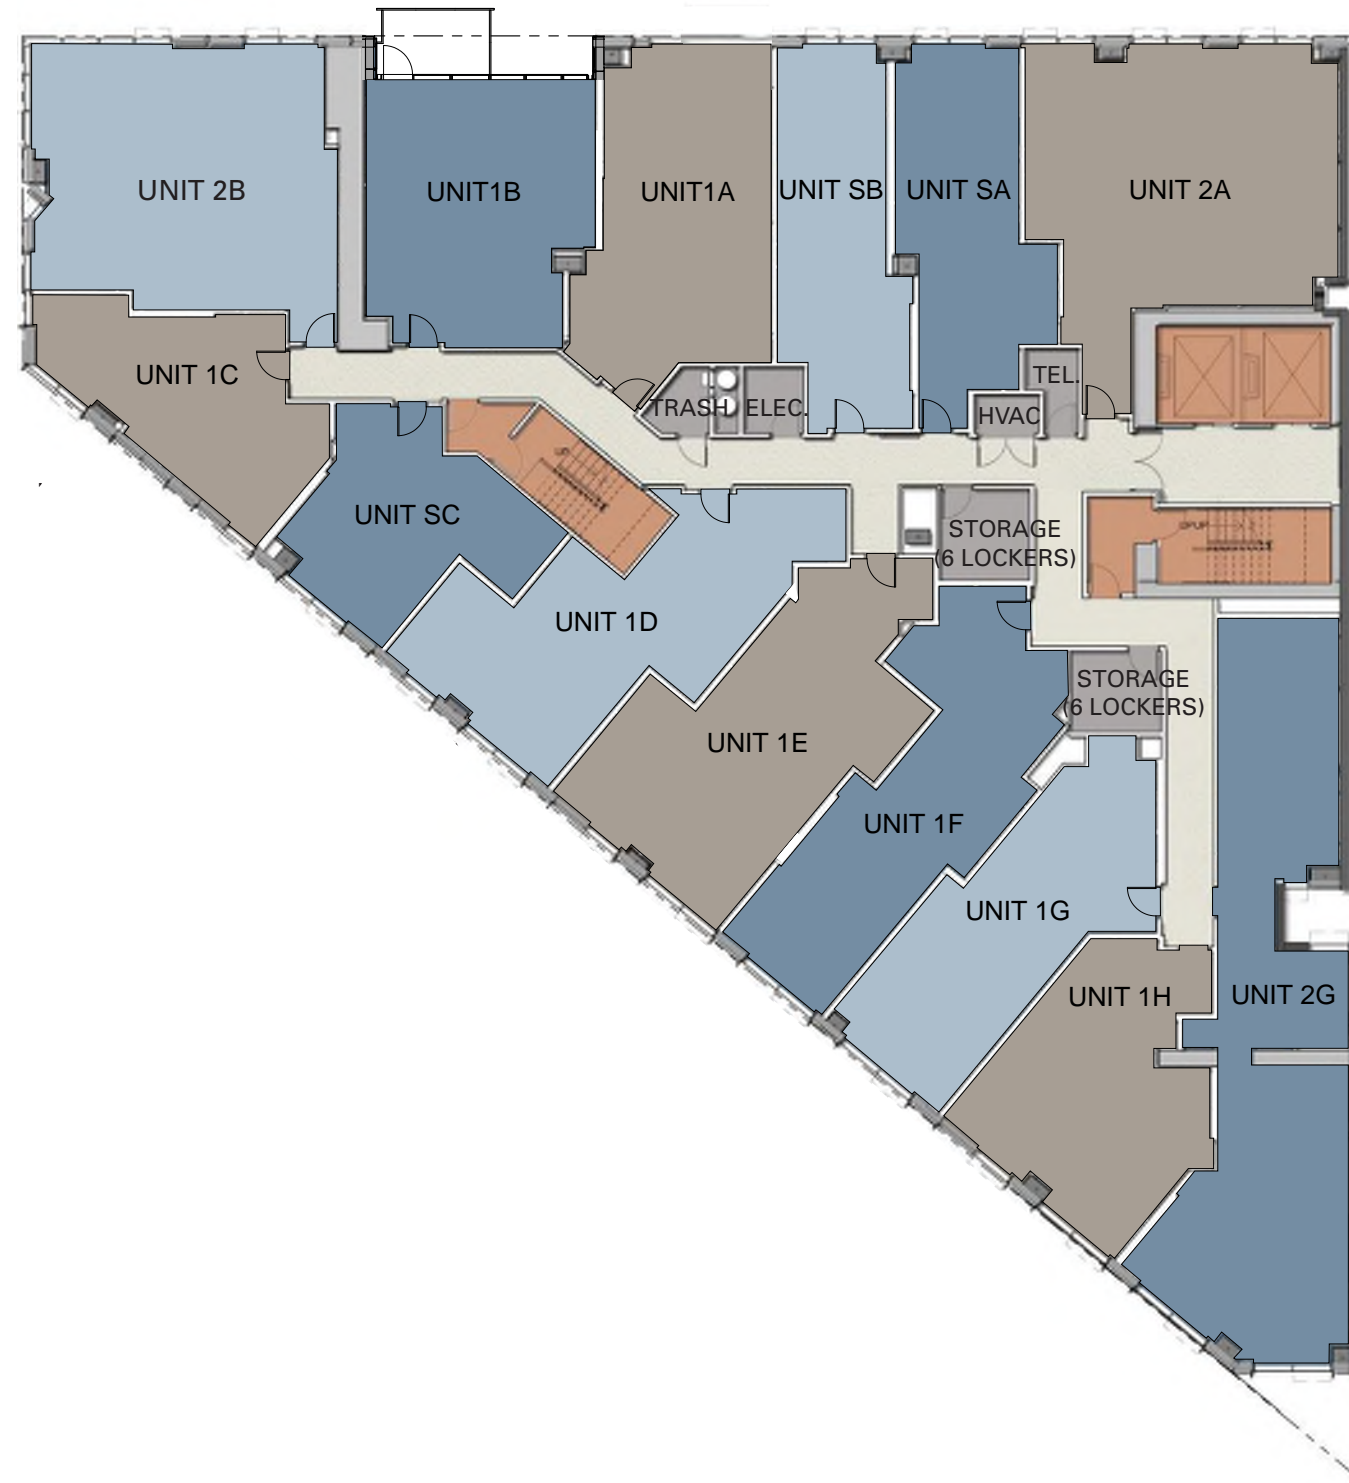 UNIT 2B
UNIT1B
UNIT1A
UNIT SB
UNIT SA
UNIT 2A
UNIT 1C
TEL.
TRASH
ELEC.
HVAC
UNIT SC
STORAGE
(6 LOCKERS)
UNIT 1D
STORAGE
(6 LOCKERS)
UNIT 1E
UNIT 1F
UNIT 1G
UNIT 1H
UNIT 2G